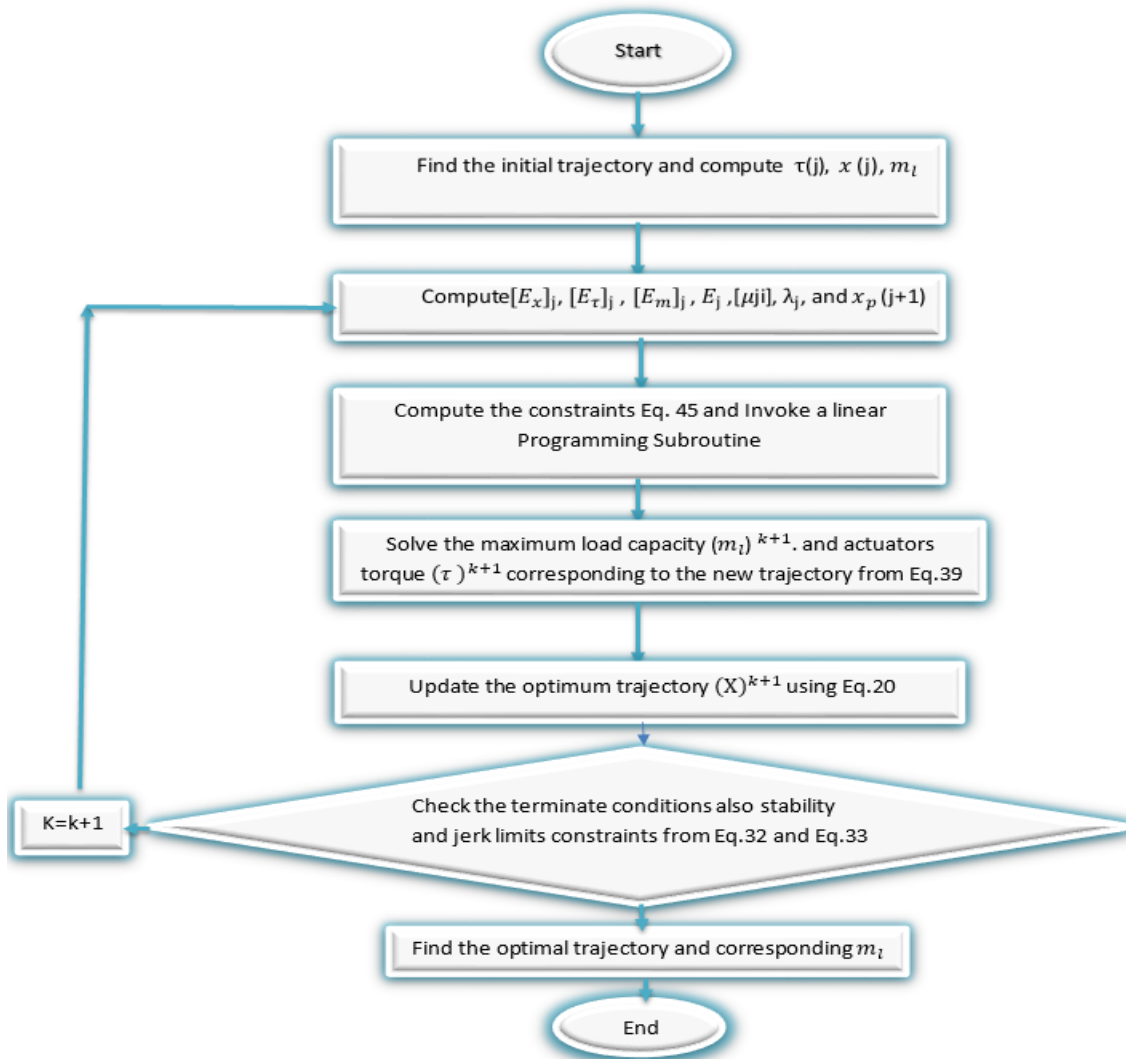 Start
Find the initial trajectory and compute τ(j), x (j), m_l
Compute[E_x]_j, [E_τ]_j , [E_m]_j , E_j ,[μji], λ_j, and x_p (j+1)
Compute the constraints Eq. 45 and Invoke a linear
Programming Subroutine
Solve the maximum load capacity (m_l) ^{k+1}. and actuators
torque (τ )^{k+1} corresponding to the new trajectory from Eq.39
Update the optimum trajectory (X)^{k+1} using Eq.20
Check the terminate conditions also stability
and jerk limits constraints from Eq.32 and Eq.33
K=k+1
Find the optimal trajectory and corresponding m_l
End